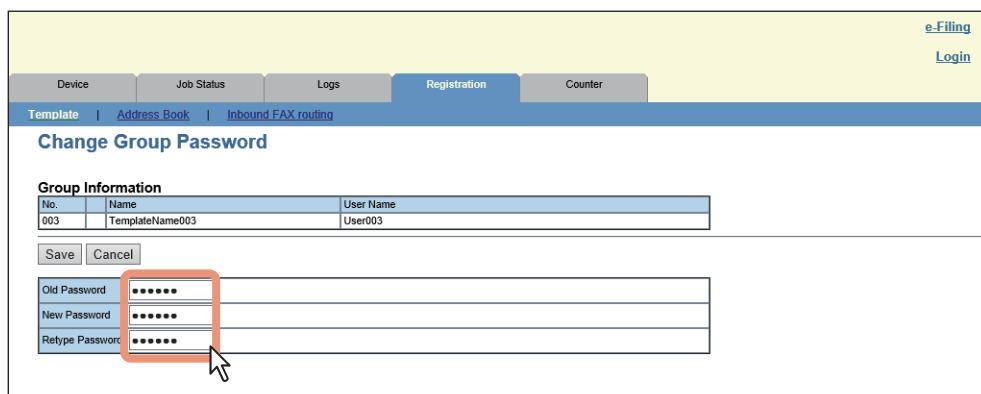 e-Filing
Login
Device Job Status Logs Registration Counter
Template | Address Book | Inbound FAX routing
Change Group Password
Group Information
No. Name User Name
003 TemplateName003 User003
Save Cancel
Old Password ••••••
New Password ••••••
Retype Password ••••••